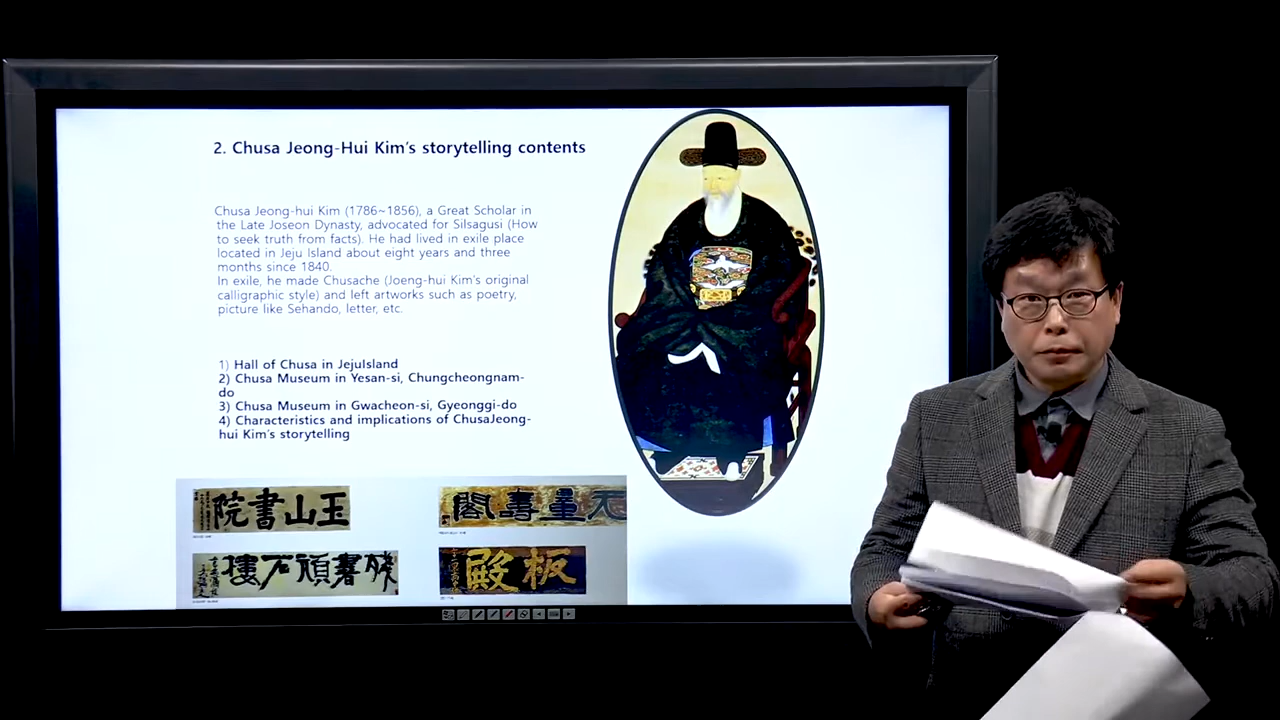 2. Chusa Jeong-Hui Kim's storytelling contents
Chusa Jeong-hui Kim (1786~1856), a Great Scholar in
the Late Joseon Dynasty, advocated for Silsagusi (How
to seek truth from facts). He had lived in exile place
located in Jeju Island about eight years and three
months since 1840.
In exile, he made Chusache (Joeng-hui Kim's original
calligraphic style) and left artworks such as poetry,
picture like Sehando, letter, etc.
1) Hall of Chusa in JejuIsland
2) Chusa Museum in Yesan-si, Chungcheongnam-
do
3) Chusa Museum in Gwacheon-si, Gyeonggi-do
4) Characteristics and implications of ChusaJeong-
hui Kim's storytelling
院書山玉
閣壽量无
樓石頑書
殿板